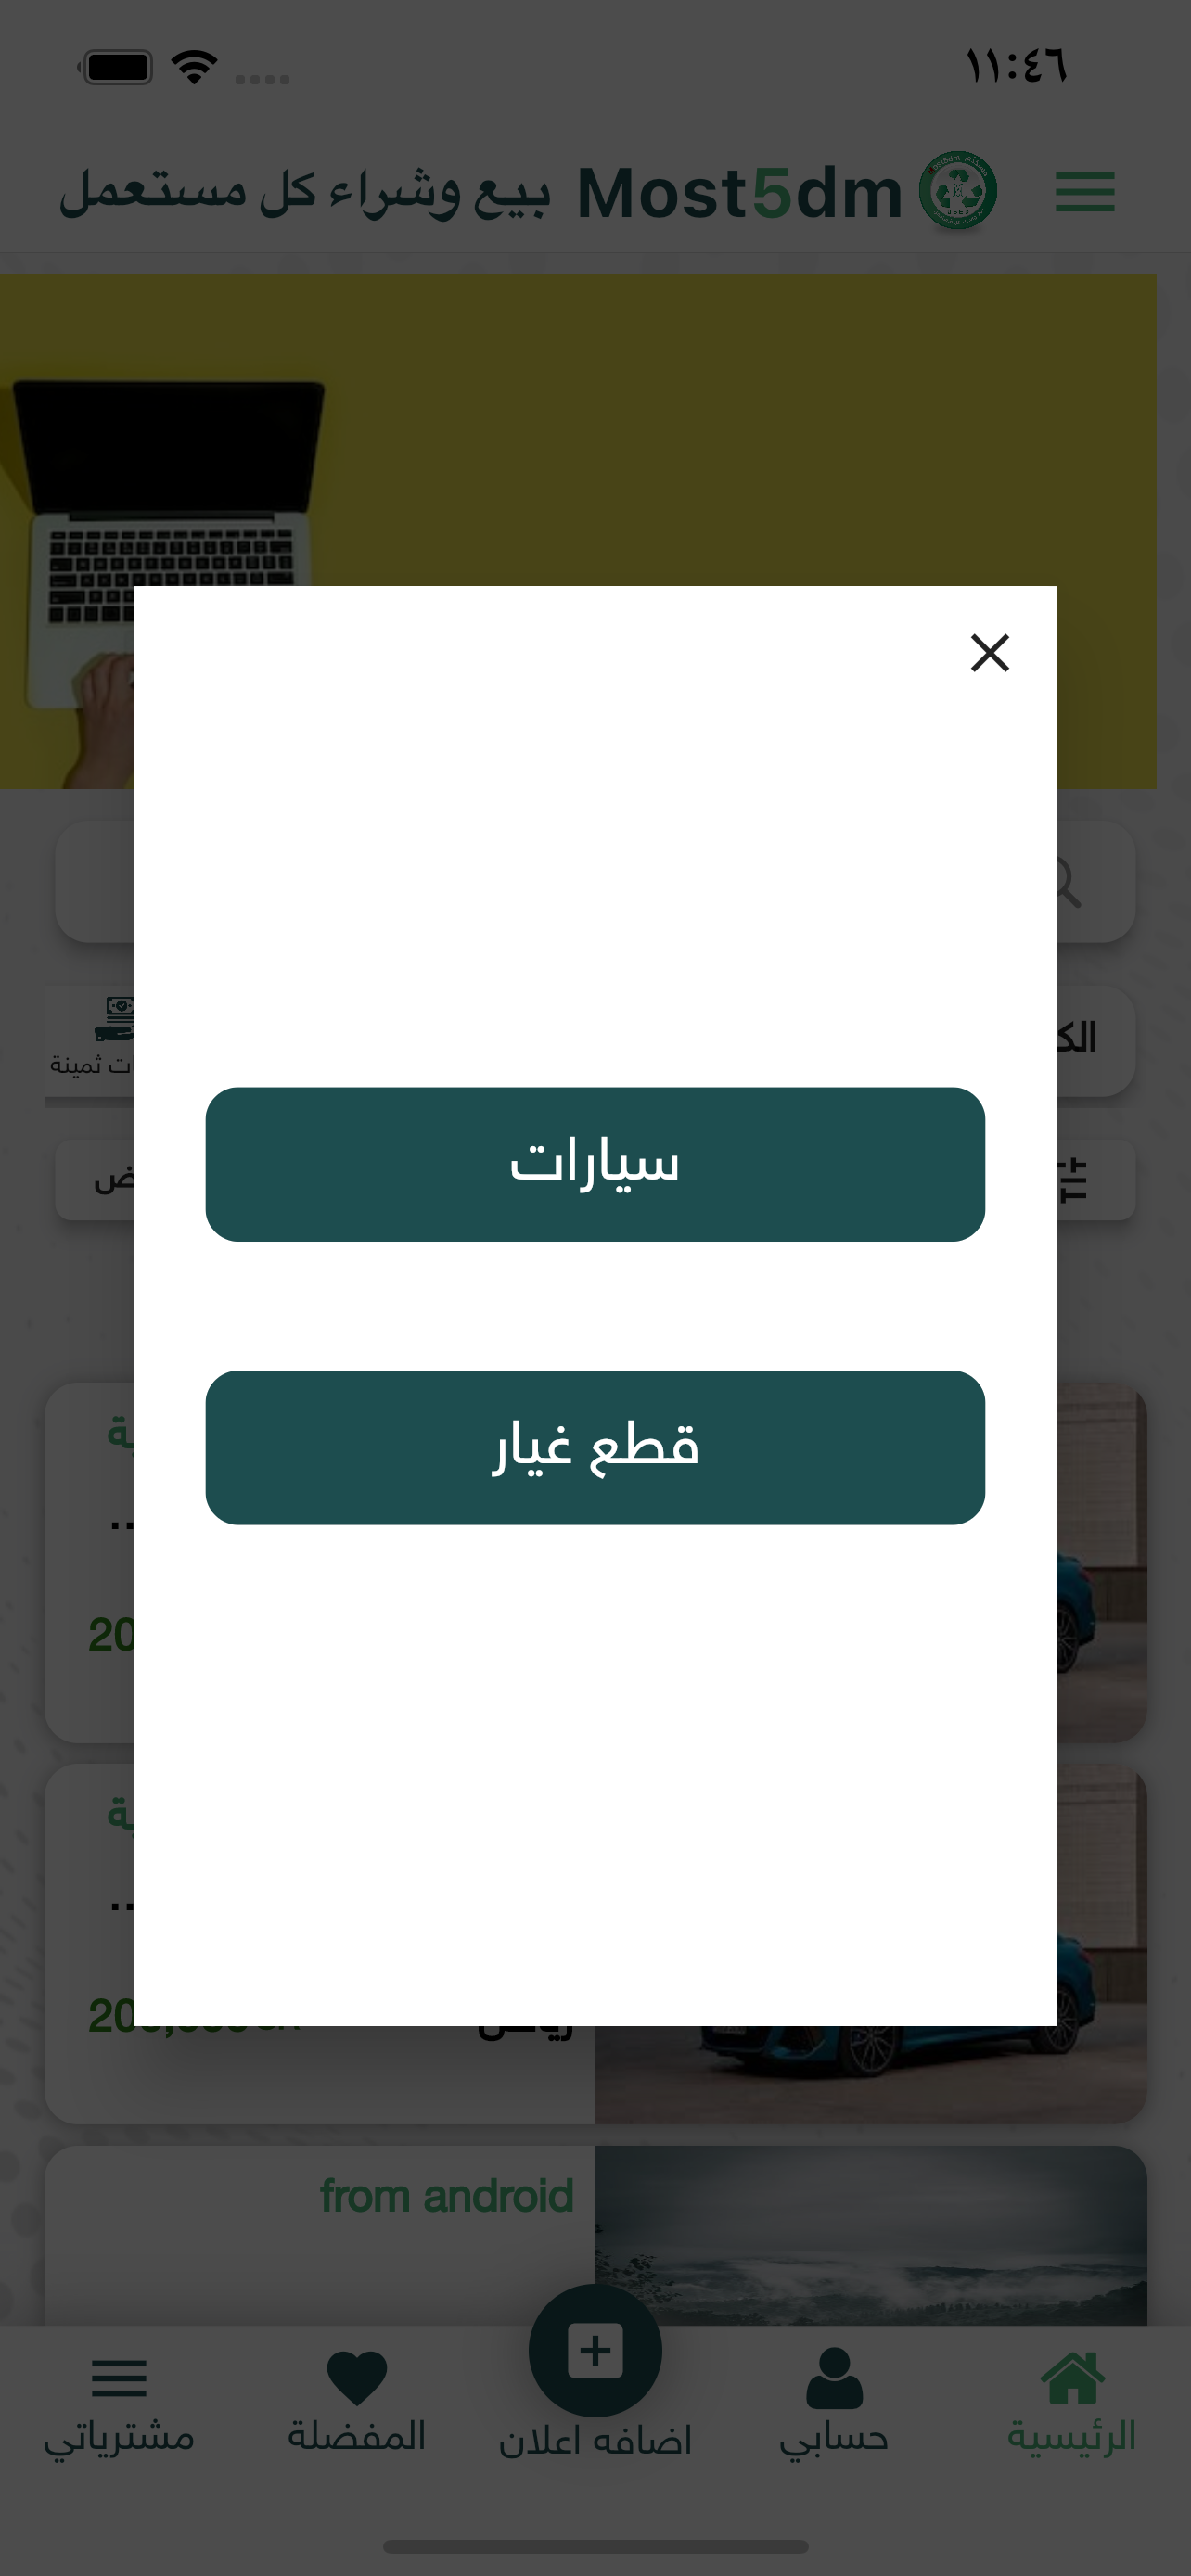 ١١:٤٦
Most5dm بيع وشراء كل مستعمل
سيارات
قطع غيار
ثمينة
from android
الرئيسية
حسابي
اضافه اعلان
المفضلة
مشترياتي